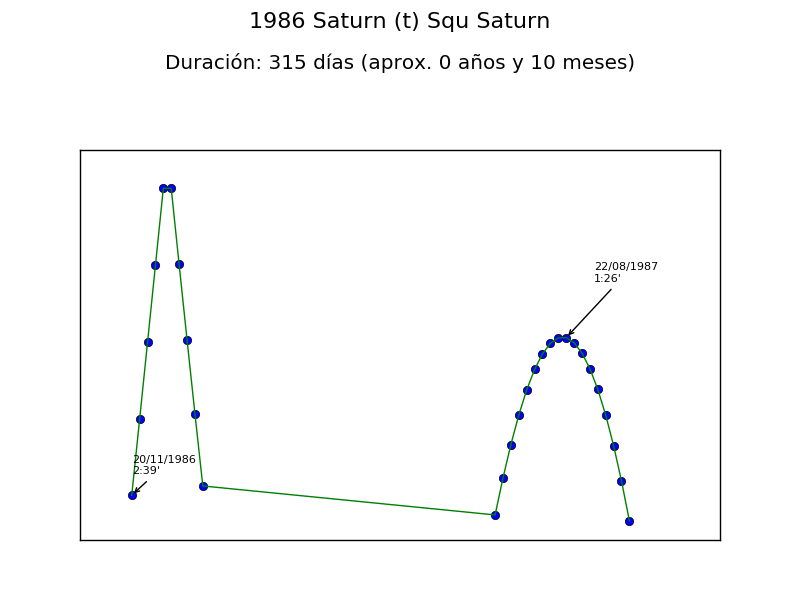 1986 Saturn (t) Squ Saturn
Duración: 315 días (aprox. 0 años y 10 meses)
22/08/1987
1:26'
20/11/1986
2:39'